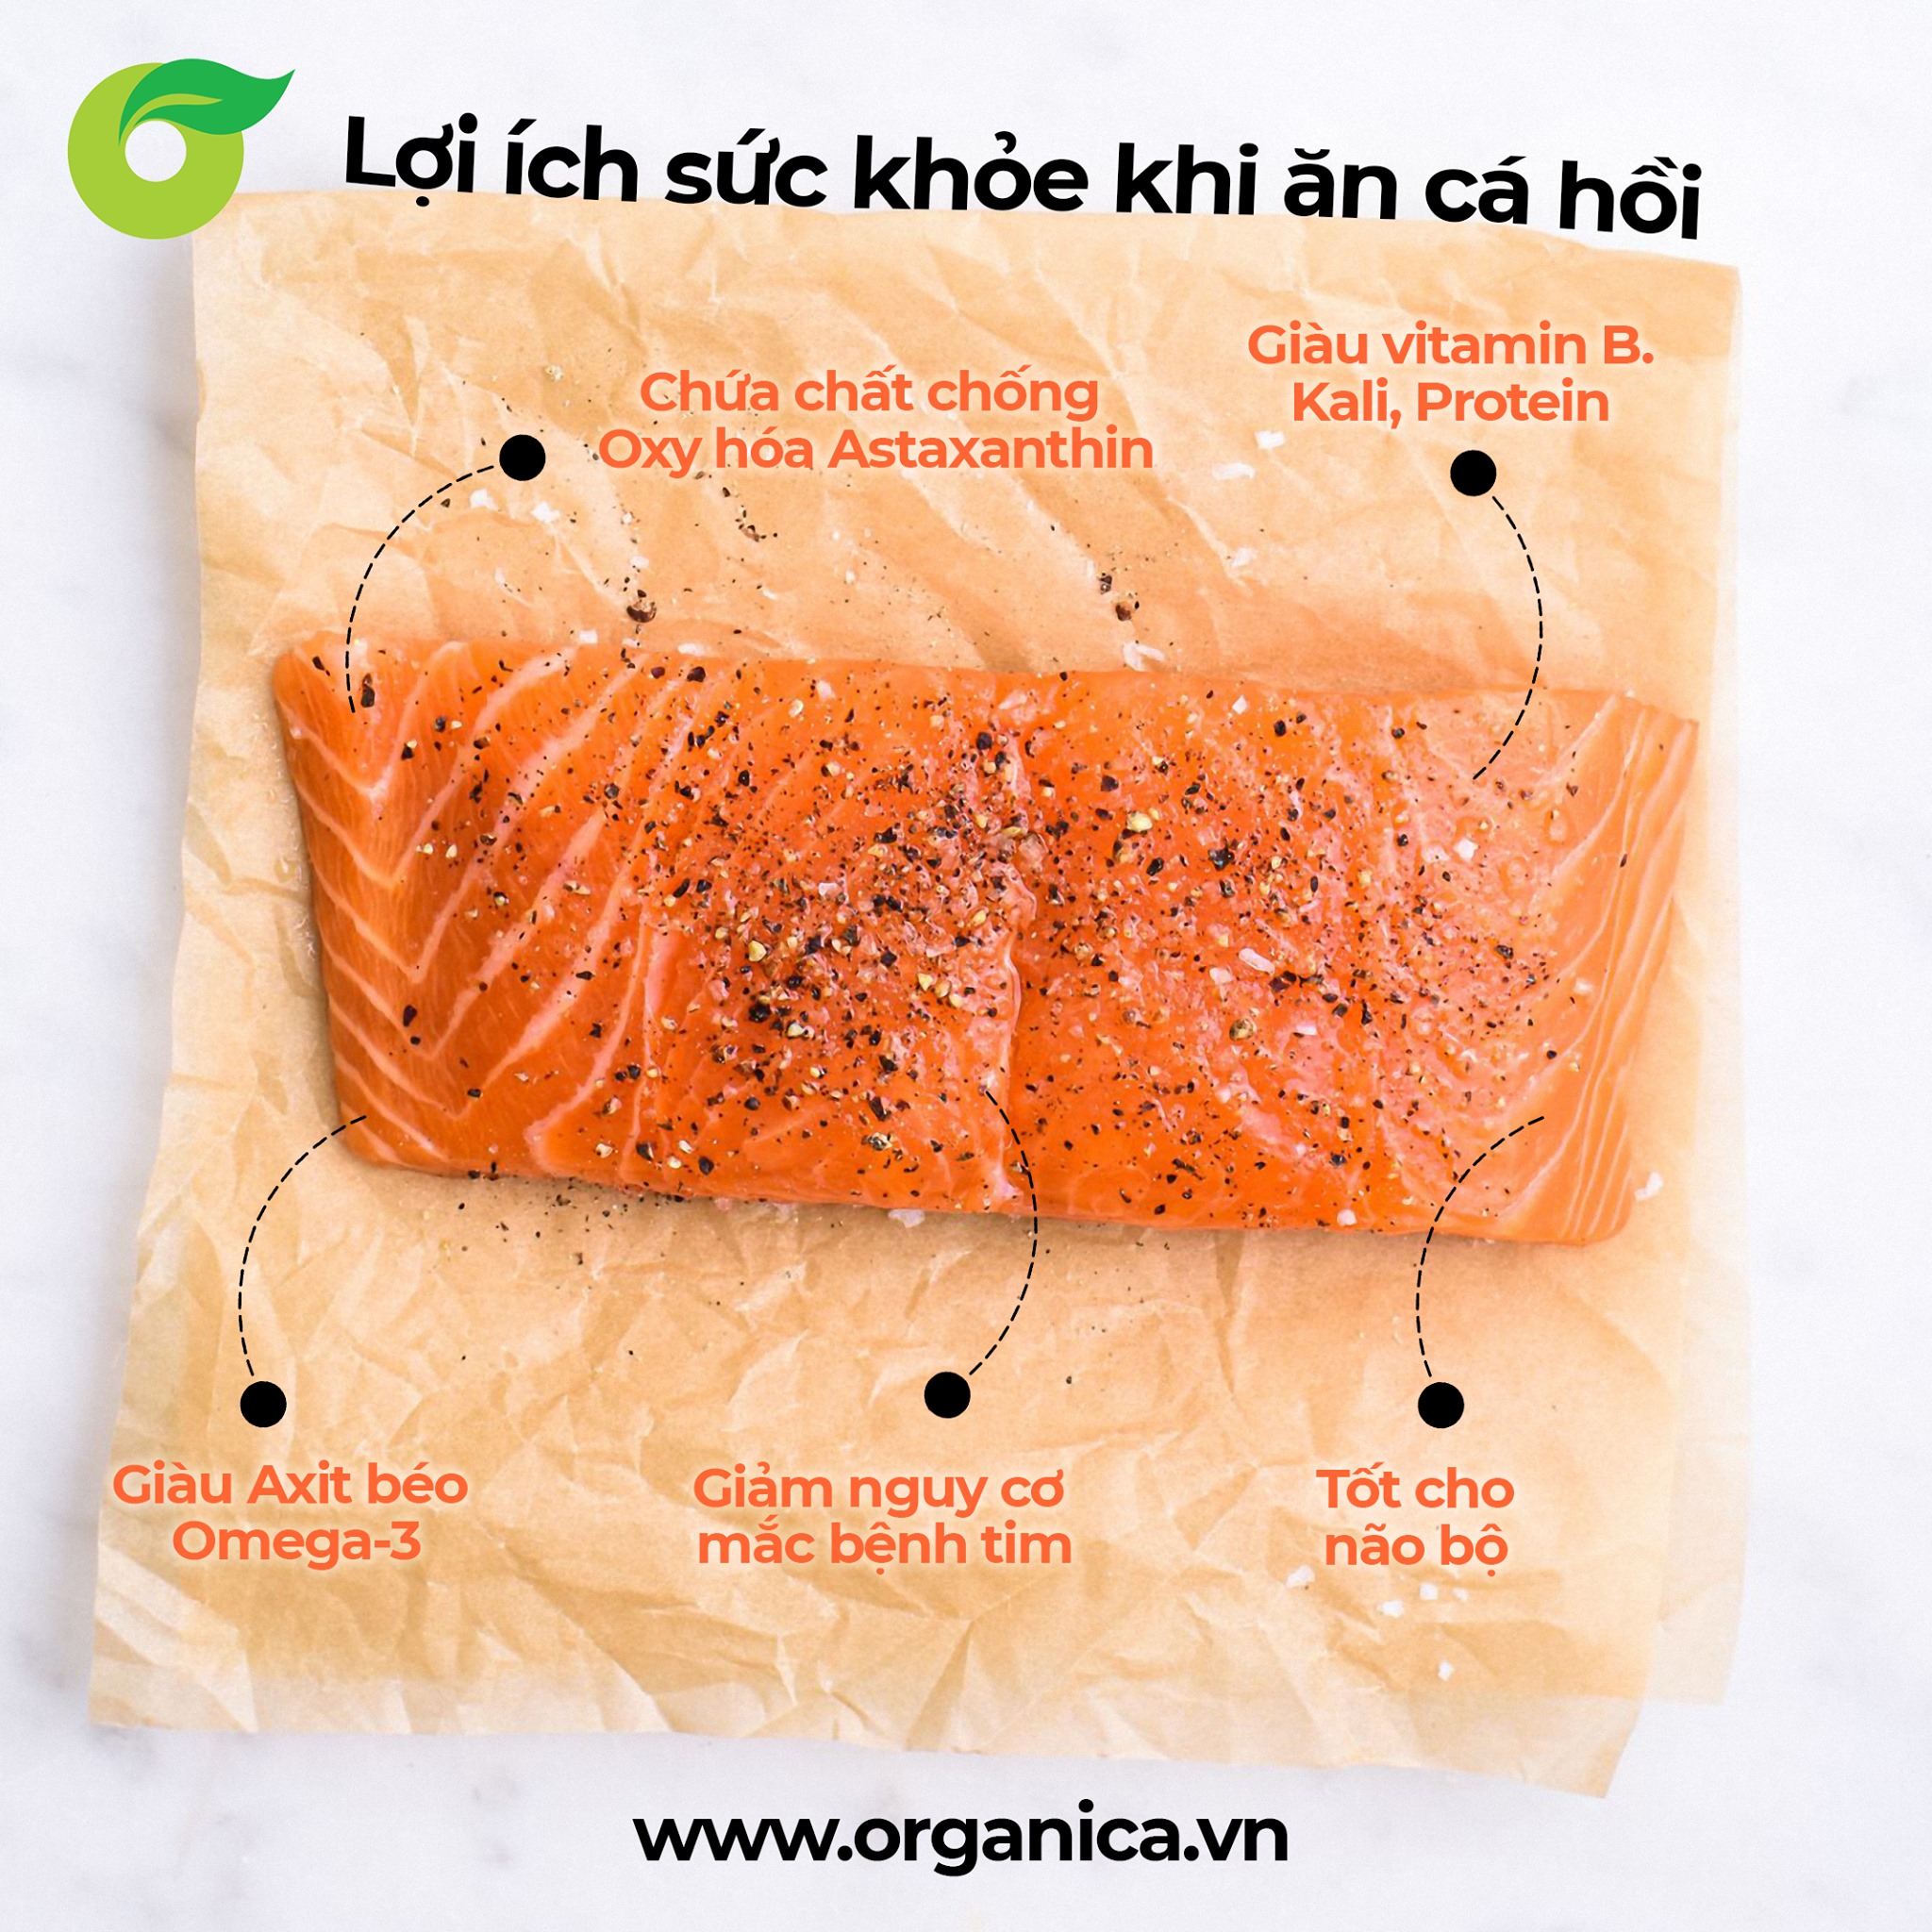 Lợi ích sức khỏe khi ăn cá hồi
Chứa chất chống
Oxy hóa Astaxanthin
Giàu vitamin B.
Kali, Protein
Giàu Axit béo
Omega-3
Giảm nguy cơ
mắc bệnh tim
Tốt cho
não bộ
www.organica.vn